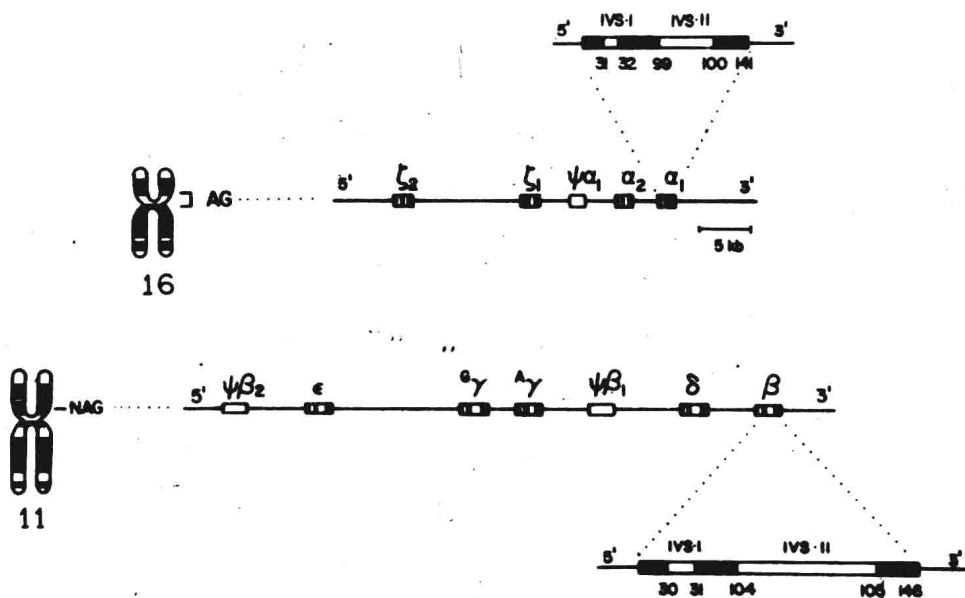 5' IVS·I IVS·II 3'
31 32 99 100 141
5' ζ2 ζ1 ψα1 α2 α1 3'
AG
5 kb
16
5' ψβ2 ϵ Gγ Aγ ψβ1 δ β 3'
NAG
11
5' IVS·I IVS·II 3'
30 31 104 105 146